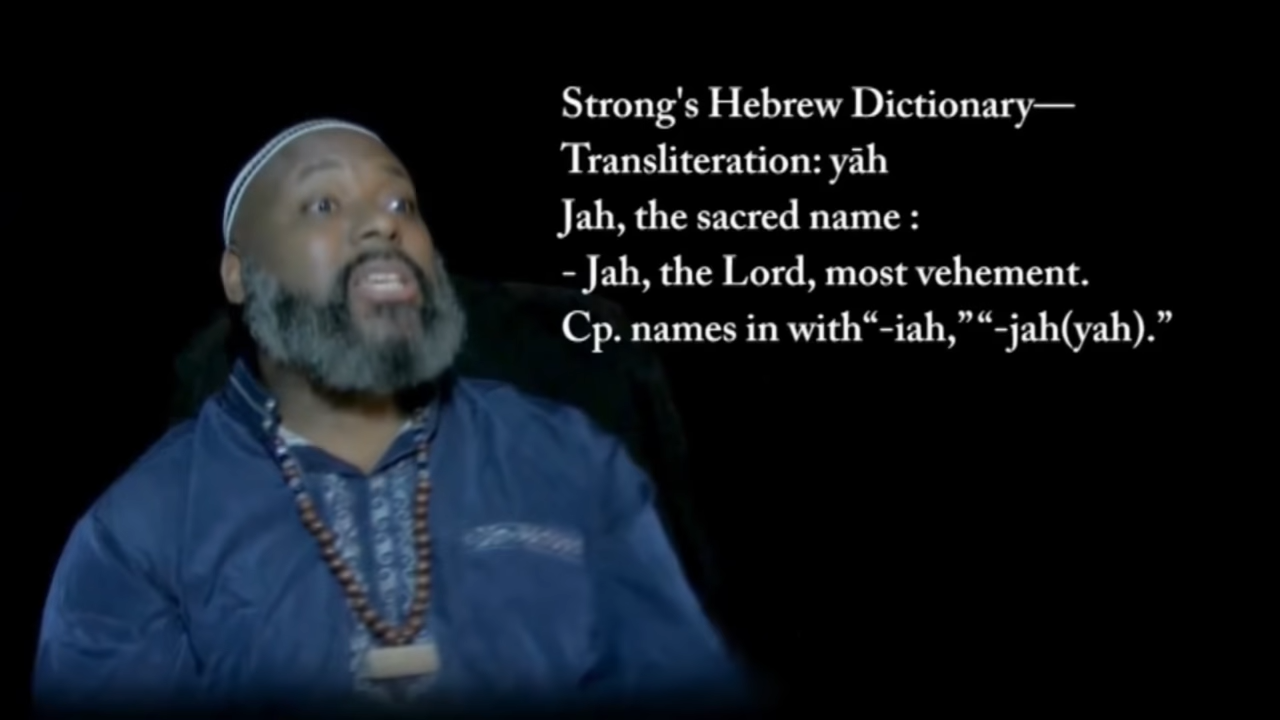 Strong's Hebrew Dictionary—
Transliteration: yāh
Jah, the sacred name :
- Jah, the Lord, most vehement.
Cp. names in with“-iah,”“-jah(yah).”